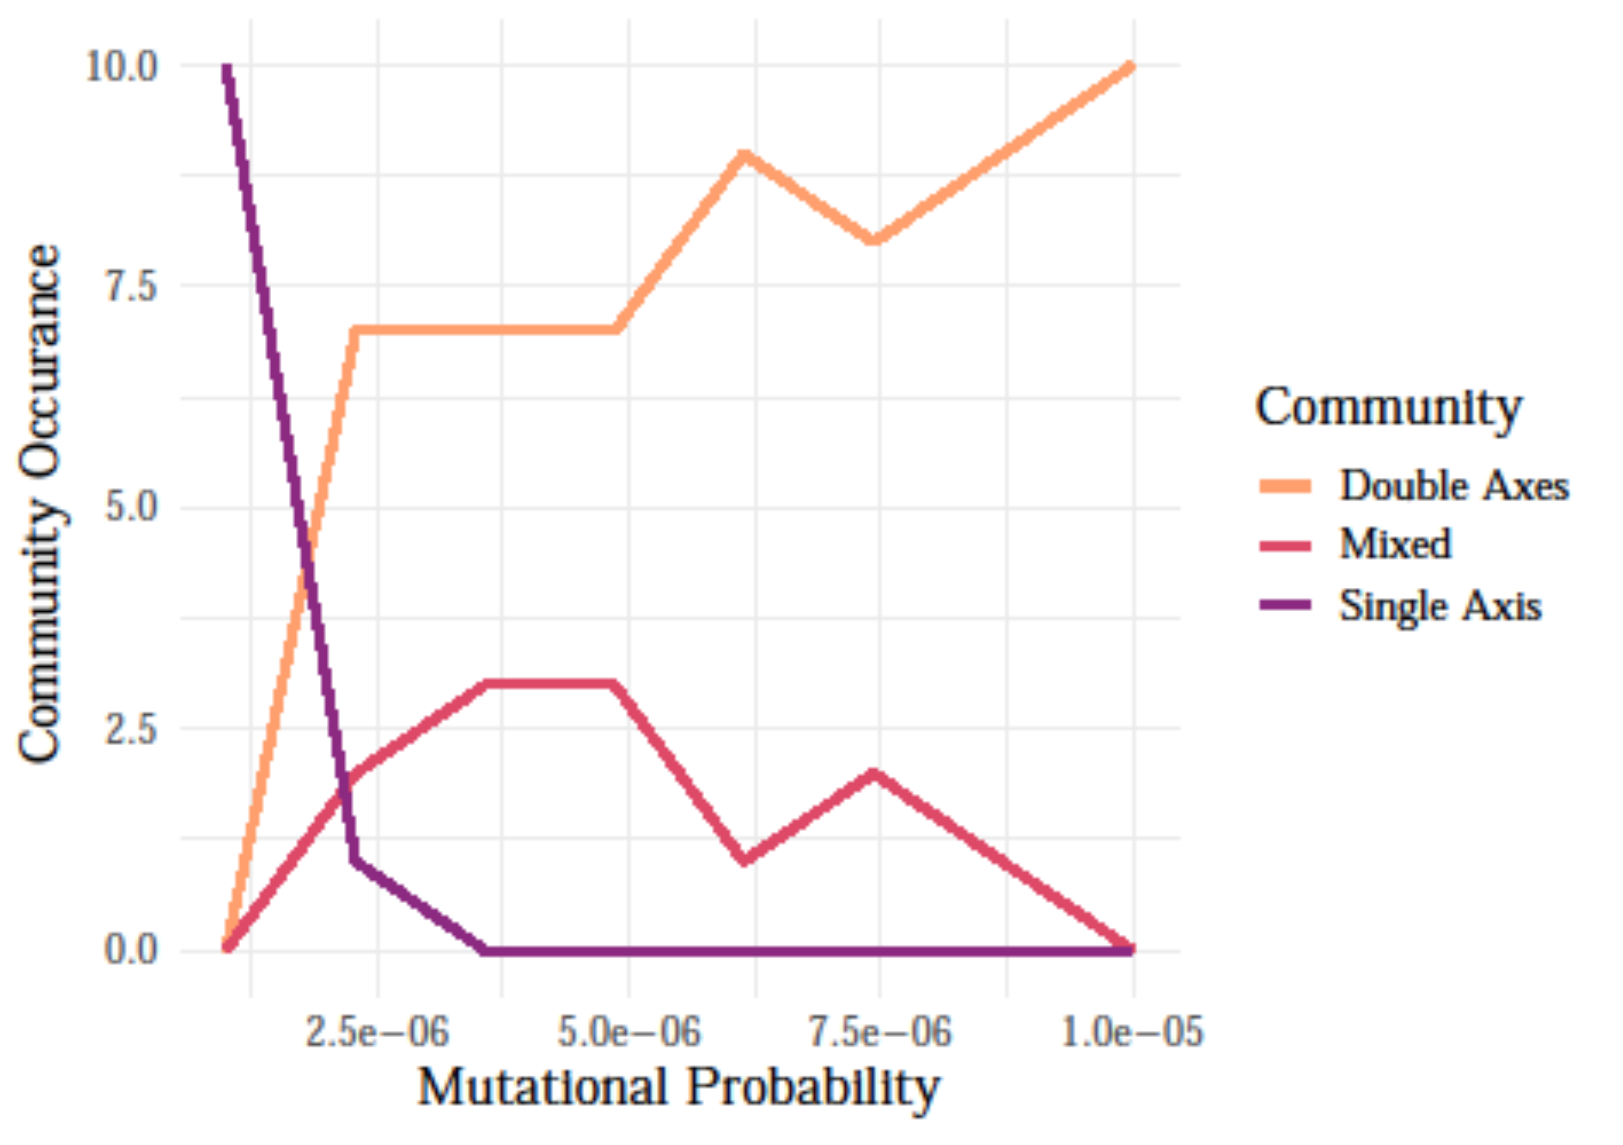 10.0
7.5
5.0
2.5
0.0
Community Occurance
2.5e−06 5.0e−06 7.5e−06 1.0e−05
Mutational Probability
Community
Double Axes
Mixed
Single Axis